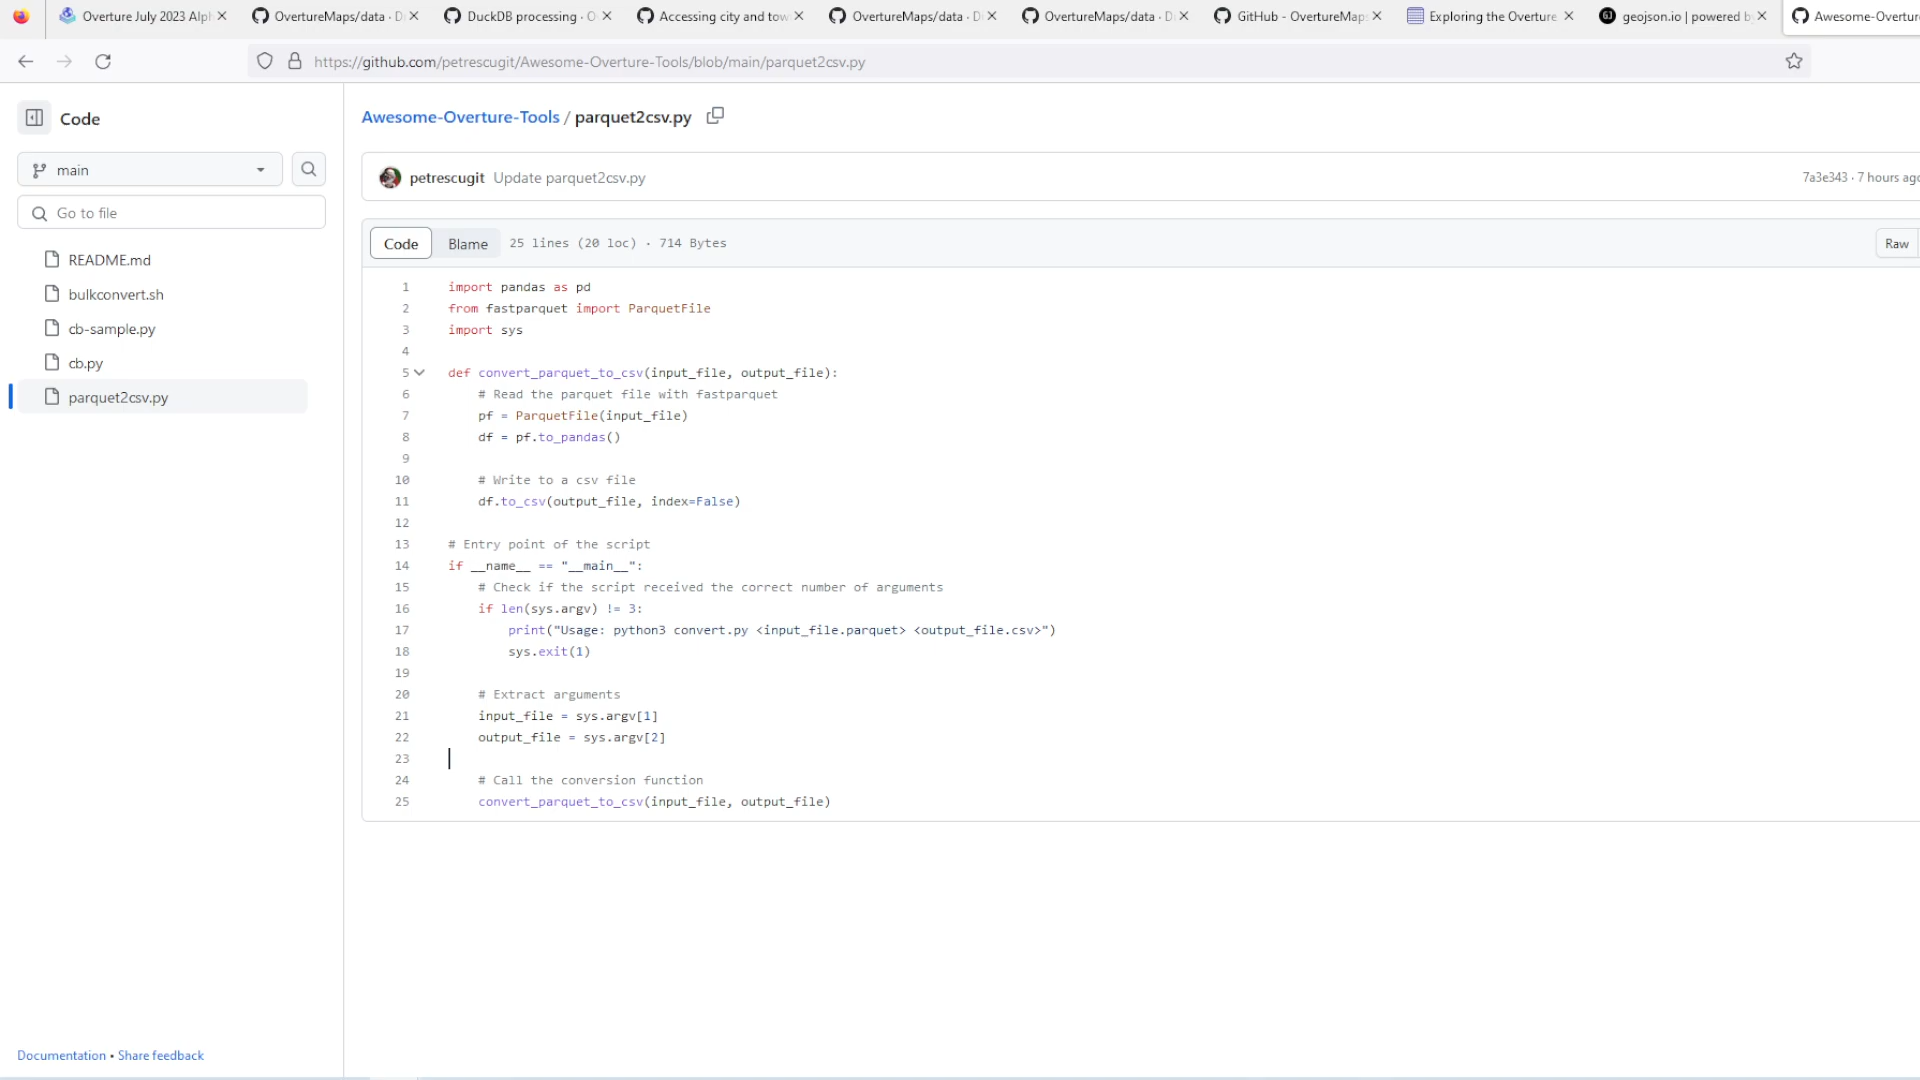 Overture July 2023 Alph
OvertureMaps/data · Di
DuckDB processing · O
Accessing city and tow
OvertureMaps/data · Di
OvertureMaps/data · Di
GitHub - OvertureMaps
Exploring the Overture
geojson.io | powered by
Awesome-Overture
https://github.com/petrescugit/Awesome-Overture-Tools/blob/main/parquet2csv.py
Code
main
Go to file
README.md
bulkconvert.sh
cb-sample.py
cb.py
parquet2csv.py
Documentation • Share feedback
Awesome-Overture-Tools / parquet2csv.py
petrescugit Update parquet2csv.py
7a3e343 · 7 hours ago
Code Blame 25 lines (20 loc) · 714 Bytes
Raw
1 import pandas as pd
2 from fastparquet import ParquetFile
3 import sys
4
5 def convert_parquet_to_csv(input_file, output_file):
6 # Read the parquet file with fastparquet
7 pf = ParquetFile(input_file)
8 df = pf.to_pandas()
9
10 # Write to a csv file
11 df.to_csv(output_file, index=False)
12
13 # Entry point of the script
14 if __name__ == "__main__":
15 # Check if the script received the correct number of arguments
16 if len(sys.argv) != 3:
17 print("Usage: python3 convert.py <input_file.parquet> <output_file.csv>")
18 sys.exit(1)
19
20 # Extract arguments
21 input_file = sys.argv[1]
22 output_file = sys.argv[2]
23
24 # Call the conversion function
25 convert_parquet_to_csv(input_file, output_file)